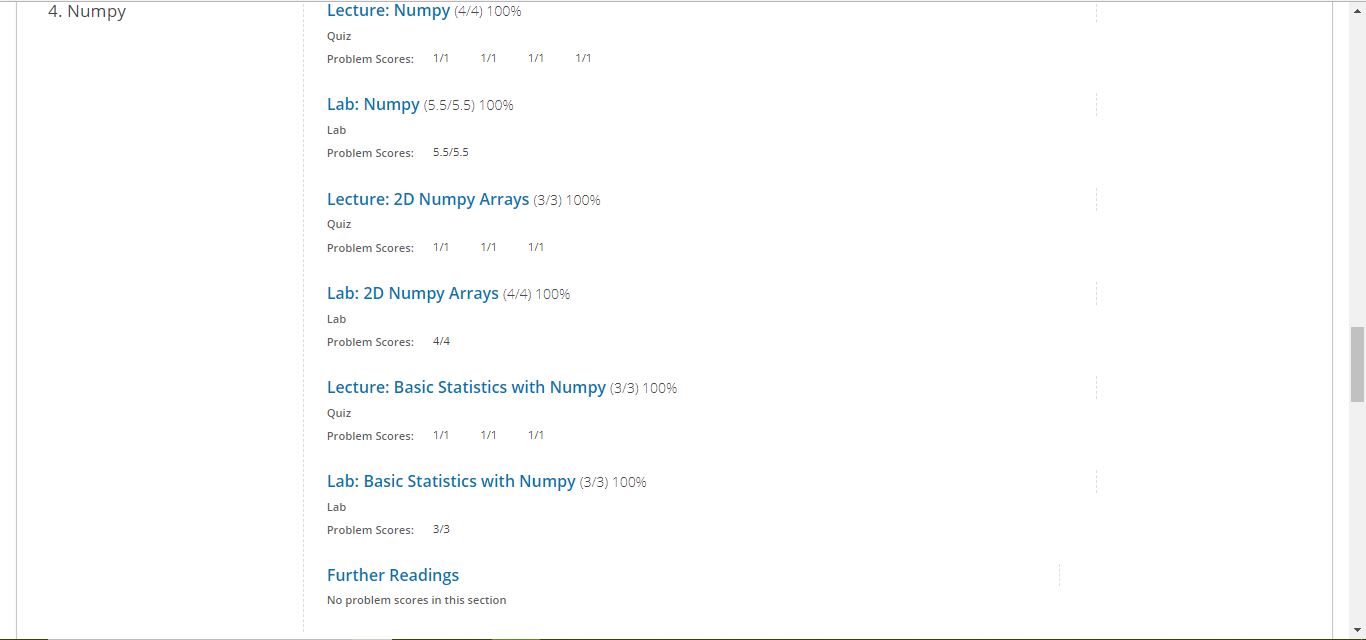 4. Numpy
Lecture: Numpy (4/4) 100%
Quiz
Problem Scores: 1/1 1/1 1/1 1/1
Lab: Numpy (5.5/5.5) 100%
Lab
Problem Scores: 5.5/5.5
Lecture: 2D Numpy Arrays (3/3) 100%
Quiz
Problem Scores: 1/1 1/1 1/1
Lab: 2D Numpy Arrays (4/4) 100%
Lab
Problem Scores: 4/4
Lecture: Basic Statistics with Numpy (3/3) 100%
Quiz
Problem Scores: 1/1 1/1 1/1
Lab: Basic Statistics with Numpy (3/3) 100%
Lab
Problem Scores: 3/3
Further Readings
No problem scores in this section